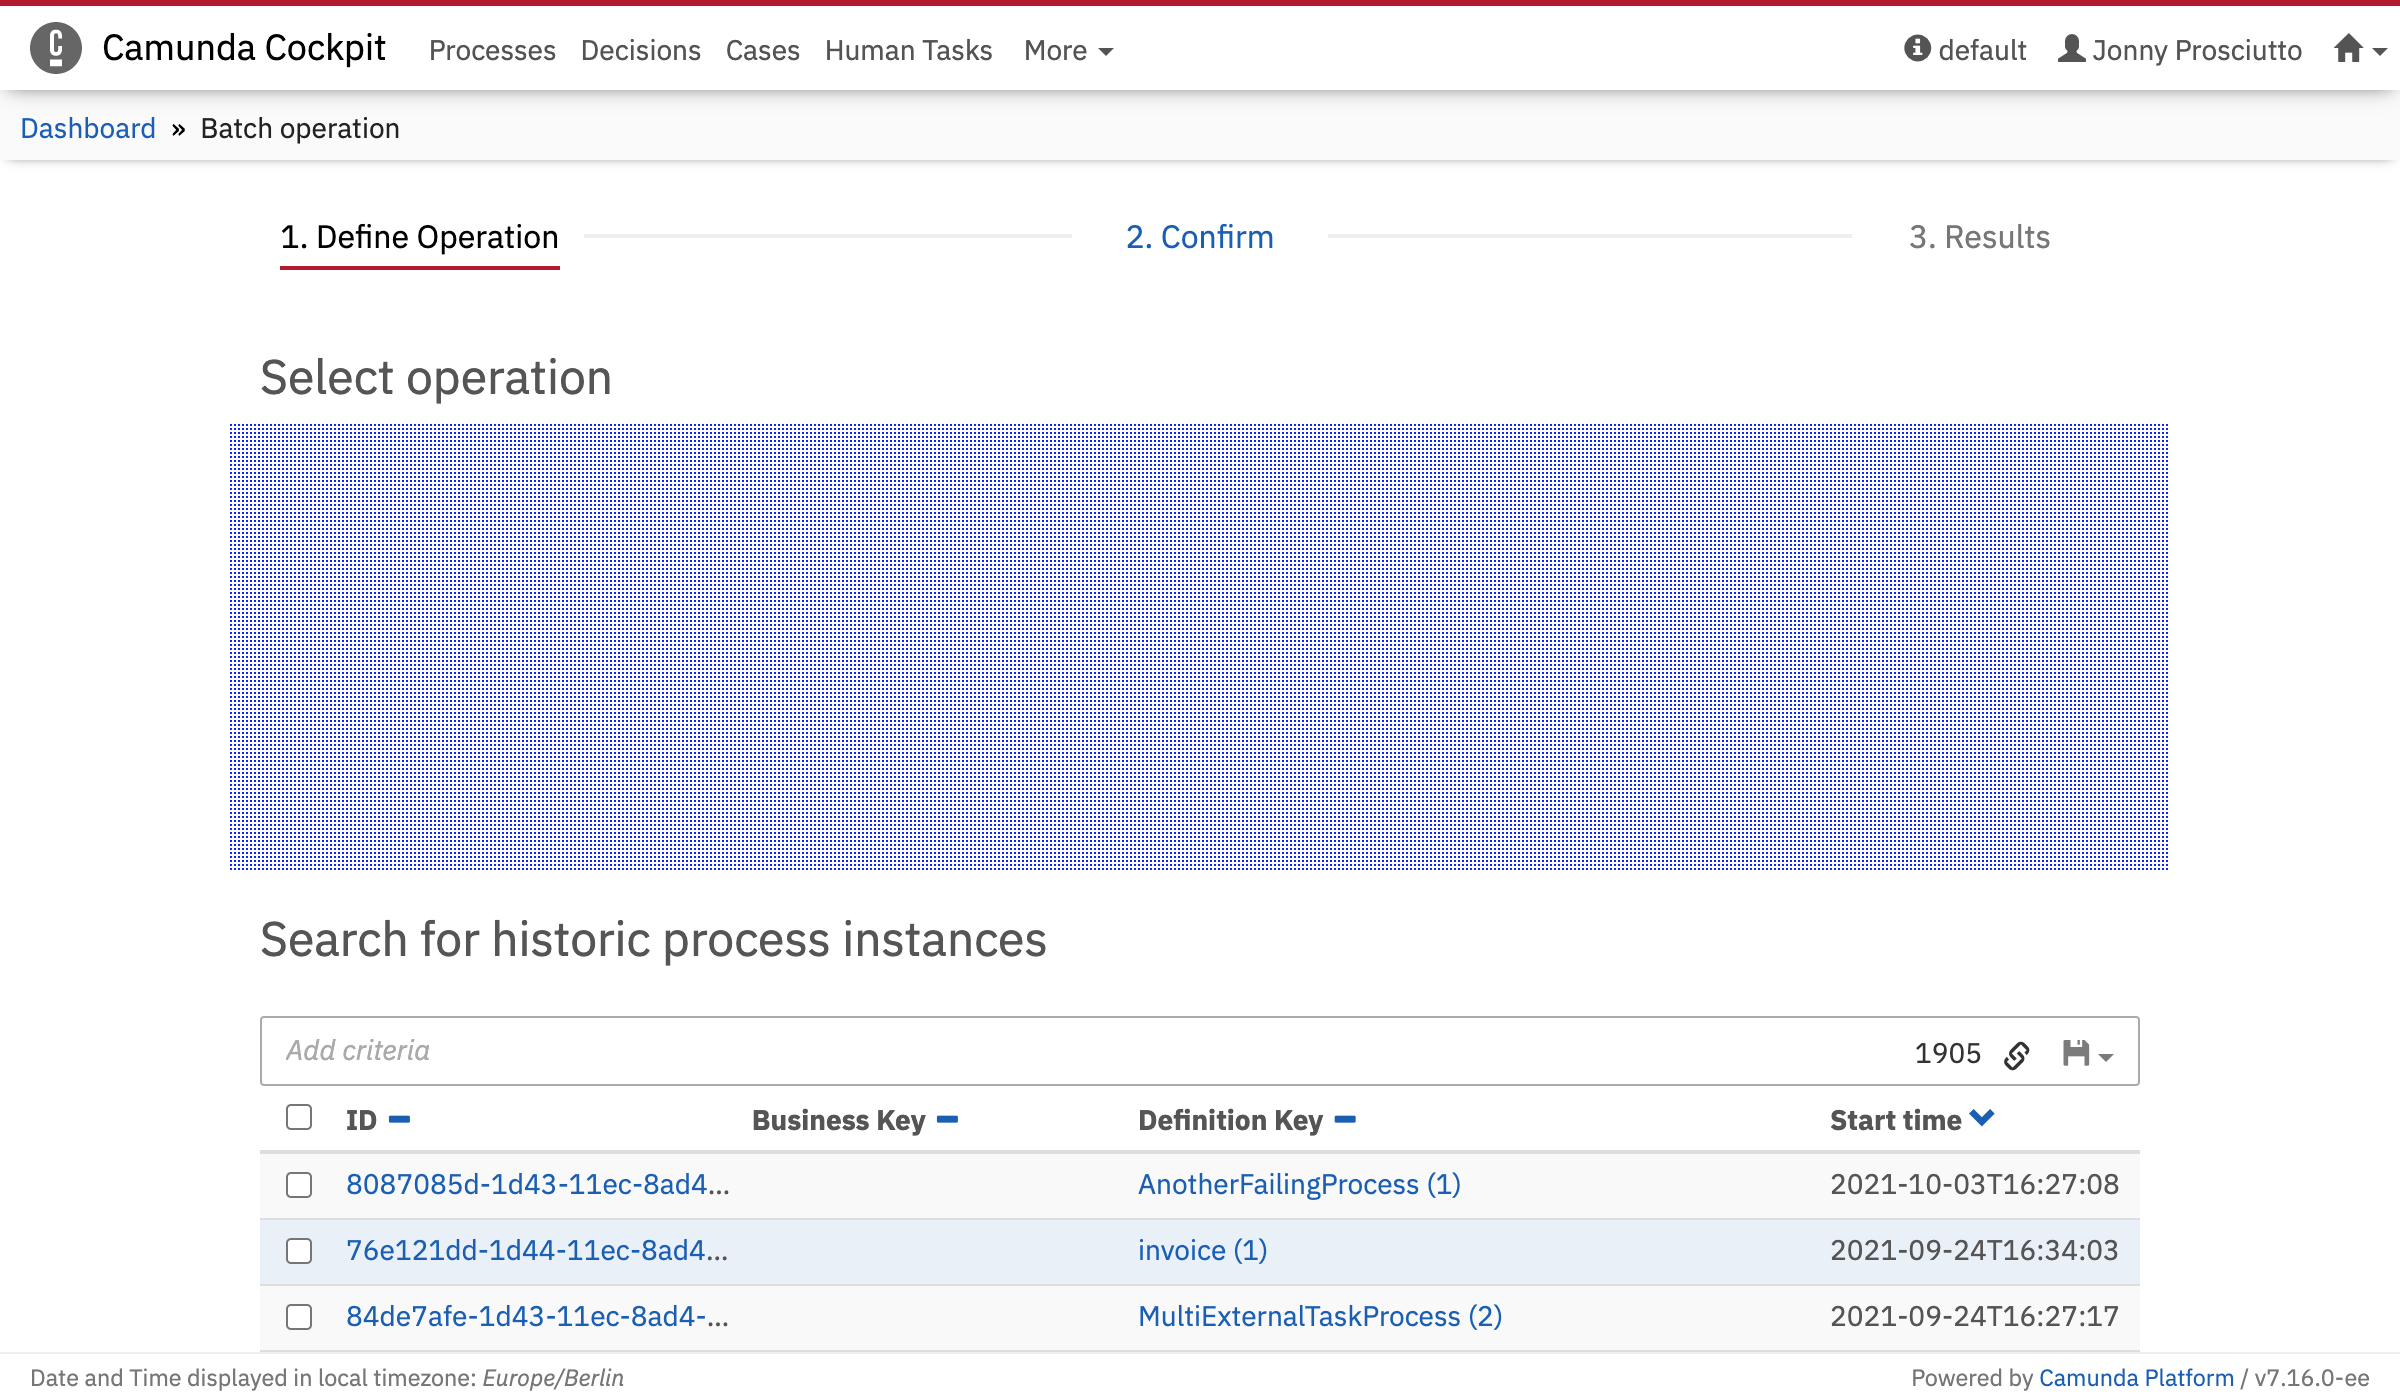 Camunda Cockpit Processes Decisions Cases Human Tasks More default Jonny Prosciutto
Dashboard » Batch operation
1. Define Operation 2. Confirm 3. Results
Select operation
Search for historic process instances
Add criteria 1905
ID Business Key Definition Key Start time
8087085d-1d43-11ec-8ad4... AnotherFailingProcess (1) 2021-10-03T16:27:08
76e121dd-1d44-11ec-8ad4... invoice (1) 2021-09-24T16:34:03
84de7afe-1d43-11ec-8ad4-... MultiExternalTaskProcess (2) 2021-09-24T16:27:17
Date and Time displayed in local timezone: Europe/Berlin Powered by Camunda Platform / v7.16.0-ee